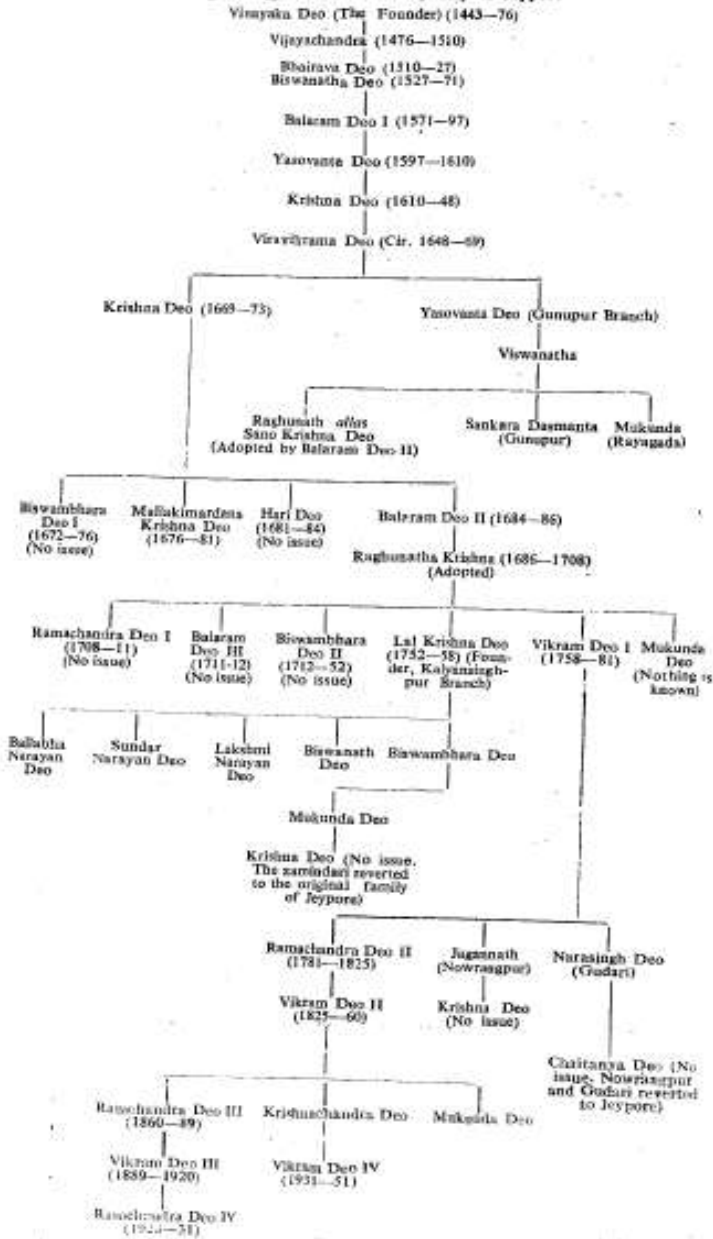 Vinayaka Deo (The Founder) (1443—76)
Vijayachandra (1476—1510)
Bhairava Deo (1510—27)
Biswanatha Deo (1527—71)
Balaram Deo I (1571—97)
Yasovanta Deo (1597—1610)
Krishna Deo (1610—48)
Viravikrama Deo (Cir. 1648—69)
Krishna Deo (1669—73)
Yasovanta Deo (Gunupur Branch)
Viswanatha
Raghunath alias
Sano Krishna Deo
(Adopted by Balaram Deo II)
Sankara Dasmanta
(Gunupur)
Mukunda
(Rayagada)
Biswambhara
Deo I
(1672—76)
(No issue)
Mallakimardena
Krishna Deo
(1676—81)
Hari Deo
(1681—84)
(No issue)
Balaram Deo II (1684—86)
Raghunatha Krishna (1686—1708)
(Adopted)
Ramachandra Deo I
(1708—11)
(No issue)
Balaram
Deo III
(1711-12)
(No issue)
Biswambhara
Deo II
(1712—52)
(No issue)
Lal Krishna Deo
(1752—58) (Foun-
der, Kalyansingh-
pur Branch)
Vikram Deo I
(1758—81)
Mukunda
Deo
(Nothing is
known)
Ballabha
Narayan
Deo
Sundar
Narayan Deo
Lakshmi
Narayan
Deo
Biswanath
Deo
Biswambhara Deo
Mukunda Deo
Krishna Deo (No issue.
The zamindari reverted
to the original family
of Jeypore)
Ramachandra Deo II
(1781—1825)
Jagannath
(Nowrangpur)
Narasingh Deo
(Gudari)
Vikram Deo II
(1825—60)
Krishna Deo
(No issue)
Chaitanya Deo (No
issue. Nowrangpur
and Gudari reverted
to Jeypore)
Ramchandra Deo III
(1860—89)
Krishnachandra Deo
Mukunda Deo
Vikram Deo III
(1889—1920)
Vikram Deo IV
(1931—51)
Ramchandra Deo IV